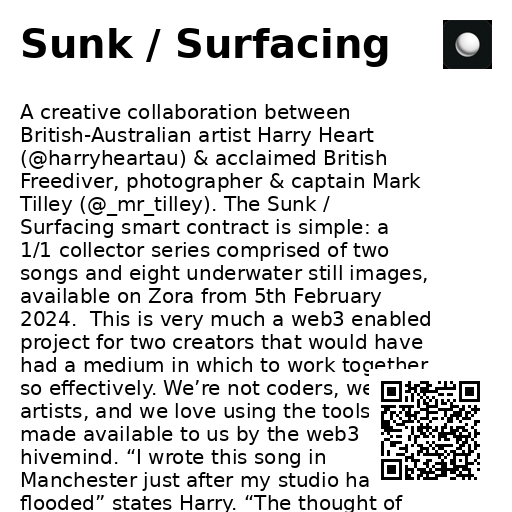 Sunk / Surfacing
A creative collaboration between
British-Australian artist Harry Heart
(@harryheartau) & acclaimed British
Freediver, photographer & captain Mark
Tilley (@_mr_tilley). The Sunk /
Surfacing smart contract is simple: a
1/1 collector series comprised of two
songs and eight underwater still images,
available on Zora from 5th February
2024.  This is very much a web3 enabled
project for two creators that would have
had a medium in which to work together
so effectively. We’re not coders, we
artists, and we love using the tools
made available to us by the web3
hivemind. “I wrote this song in
Manchester just after my studio ha
flooded” states Harry. “The thought of